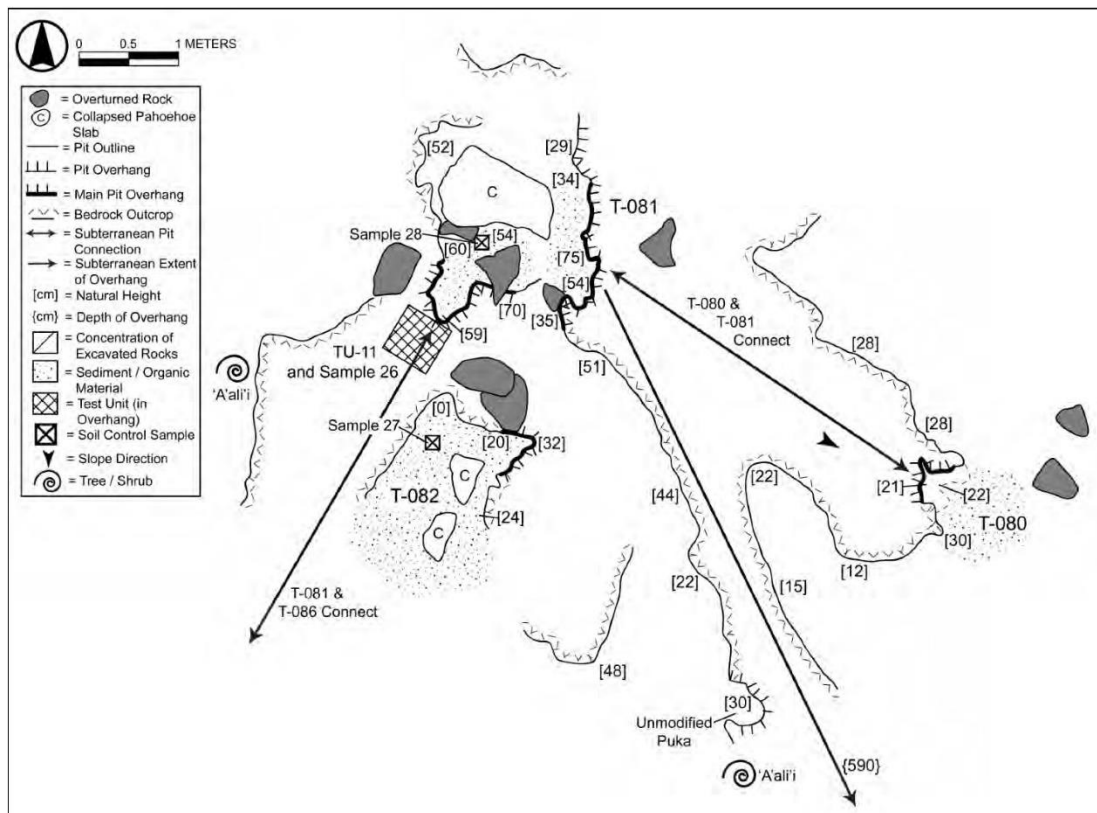 0 0.5 1 METERS
= Overturned Rock
C = Collapsed Pahoehoe
Slab
= Pit Outline
= Pit Overhang
= Main Pit Overhang
= Bedrock Outcrop
= Subterranean Pit
Connection
= Subterranean Extent
of Overhang
[cm] = Natural Height
{cm} = Depth of Overhang
= Concentration of
Excavated Rocks
= Sediment / Organic
Material
= Test Unit (in
Overhang)
= Soil Control Sample
= Slope Direction
= Tree / Shrub
[52]
[29]
C
[34]
T-081
Sample 28
[54]
[60]
[75]
[54]
[70]
[35]
[59]
T-080 &
T-081
Connect
TU-11
and Sample 26
'A'ali'i
[51]
[28]
[0]
Sample 27
[20]
[32]
[28]
C
T-082
[24]
C
[44]
[22]
[21]
[22]
T-080
[30]
[12]
[15]
[22]
T-081 &
T-086 Connect
[48]
[30]
Unmodified
Puka
'A'ali'i
{590}